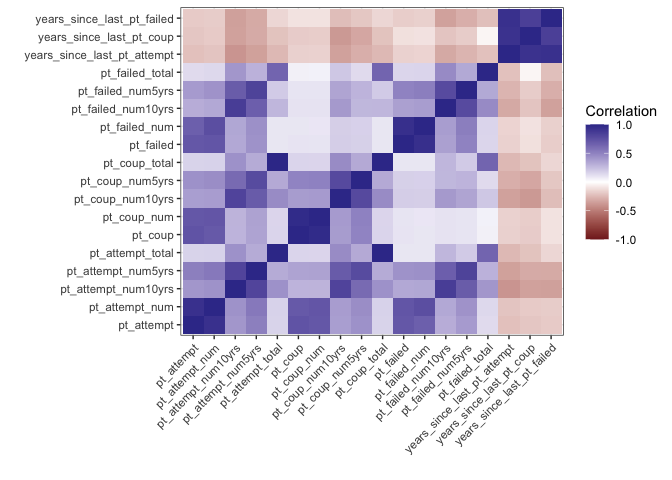 years_since_last_pt_failed
years_since_last_pt_coup
years_since_last_pt_attempt
pt_failed_total
pt_failed_num5yrs
pt_failed_num10yrs
pt_failed_num
pt_failed
pt_coup_total
pt_coup_num5yrs
pt_coup_num10yrs
pt_coup_num
pt_coup
pt_attempt_total
pt_attempt_num5yrs
pt_attempt_num10yrs
pt_attempt_num
pt_attempt
pt_attempt
pt_attempt_num
pt_attempt_num10yrs
pt_attempt_num5yrs
pt_attempt_total
pt_coup
pt_coup_num
pt_coup_num10yrs
pt_coup_num5yrs
pt_coup_total
pt_failed
pt_failed_num
pt_failed_num10yrs
pt_failed_num5yrs
pt_failed_total
years_since_last_pt_attempt
years_since_last_pt_coup
years_since_last_pt_failed
Correlation
1.0
0.5
0.0
-0.5
-1.0